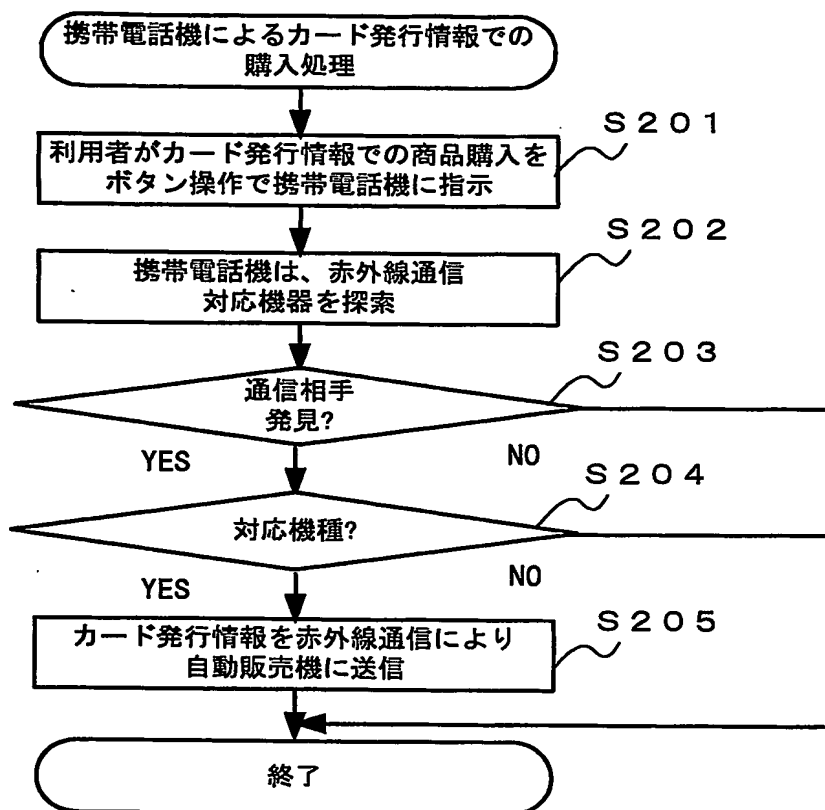 携帯電話機によるカード発行情報での
購入処理
S201
利用者がカード発行情報での商品購入を
ボタン操作で携帯電話機に指示
S202
携帯電話機は、赤外線通信
対応機器を探索
S203
通信相手
発見?
YES
NO
S204
対応機種?
YES
NO
S205
カード発行情報を赤外線通信により
自動販売機に送信
終了